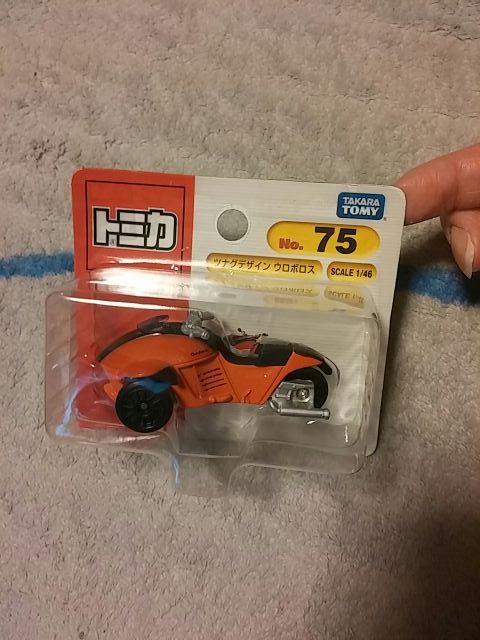 TAKARA
TOMY
トミカ
No. 75
ツナグデザイン ウロボロス
SCALE 1/46